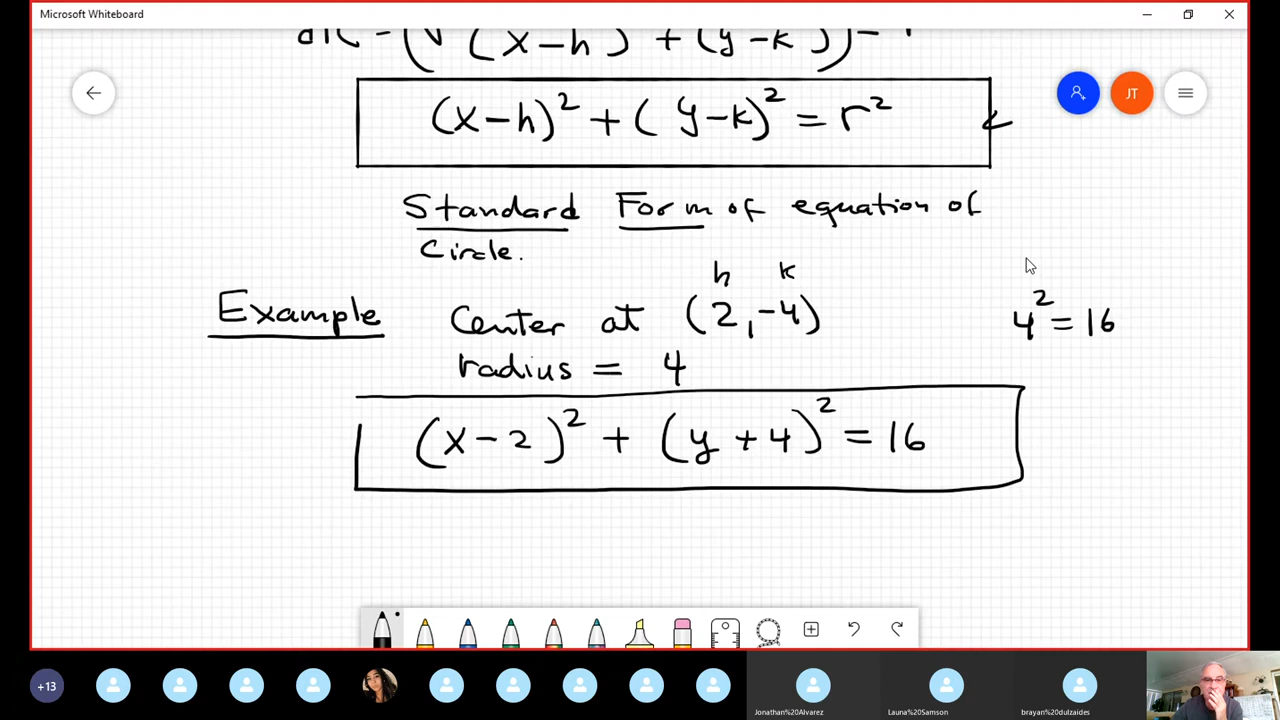 Microsoft Whiteboard
(x-h) + (y-k)
(x-h)² + (y-k)² = r²
JT
Standard Form of equation of
Circle.
h k
Example Center at (2,-4)
4² = 16
radius = 4
(x-2)² + (y+4)² = 16
+13
Jonathan%20Alvarez
Launa%20Samson
brayan%20dulzaides